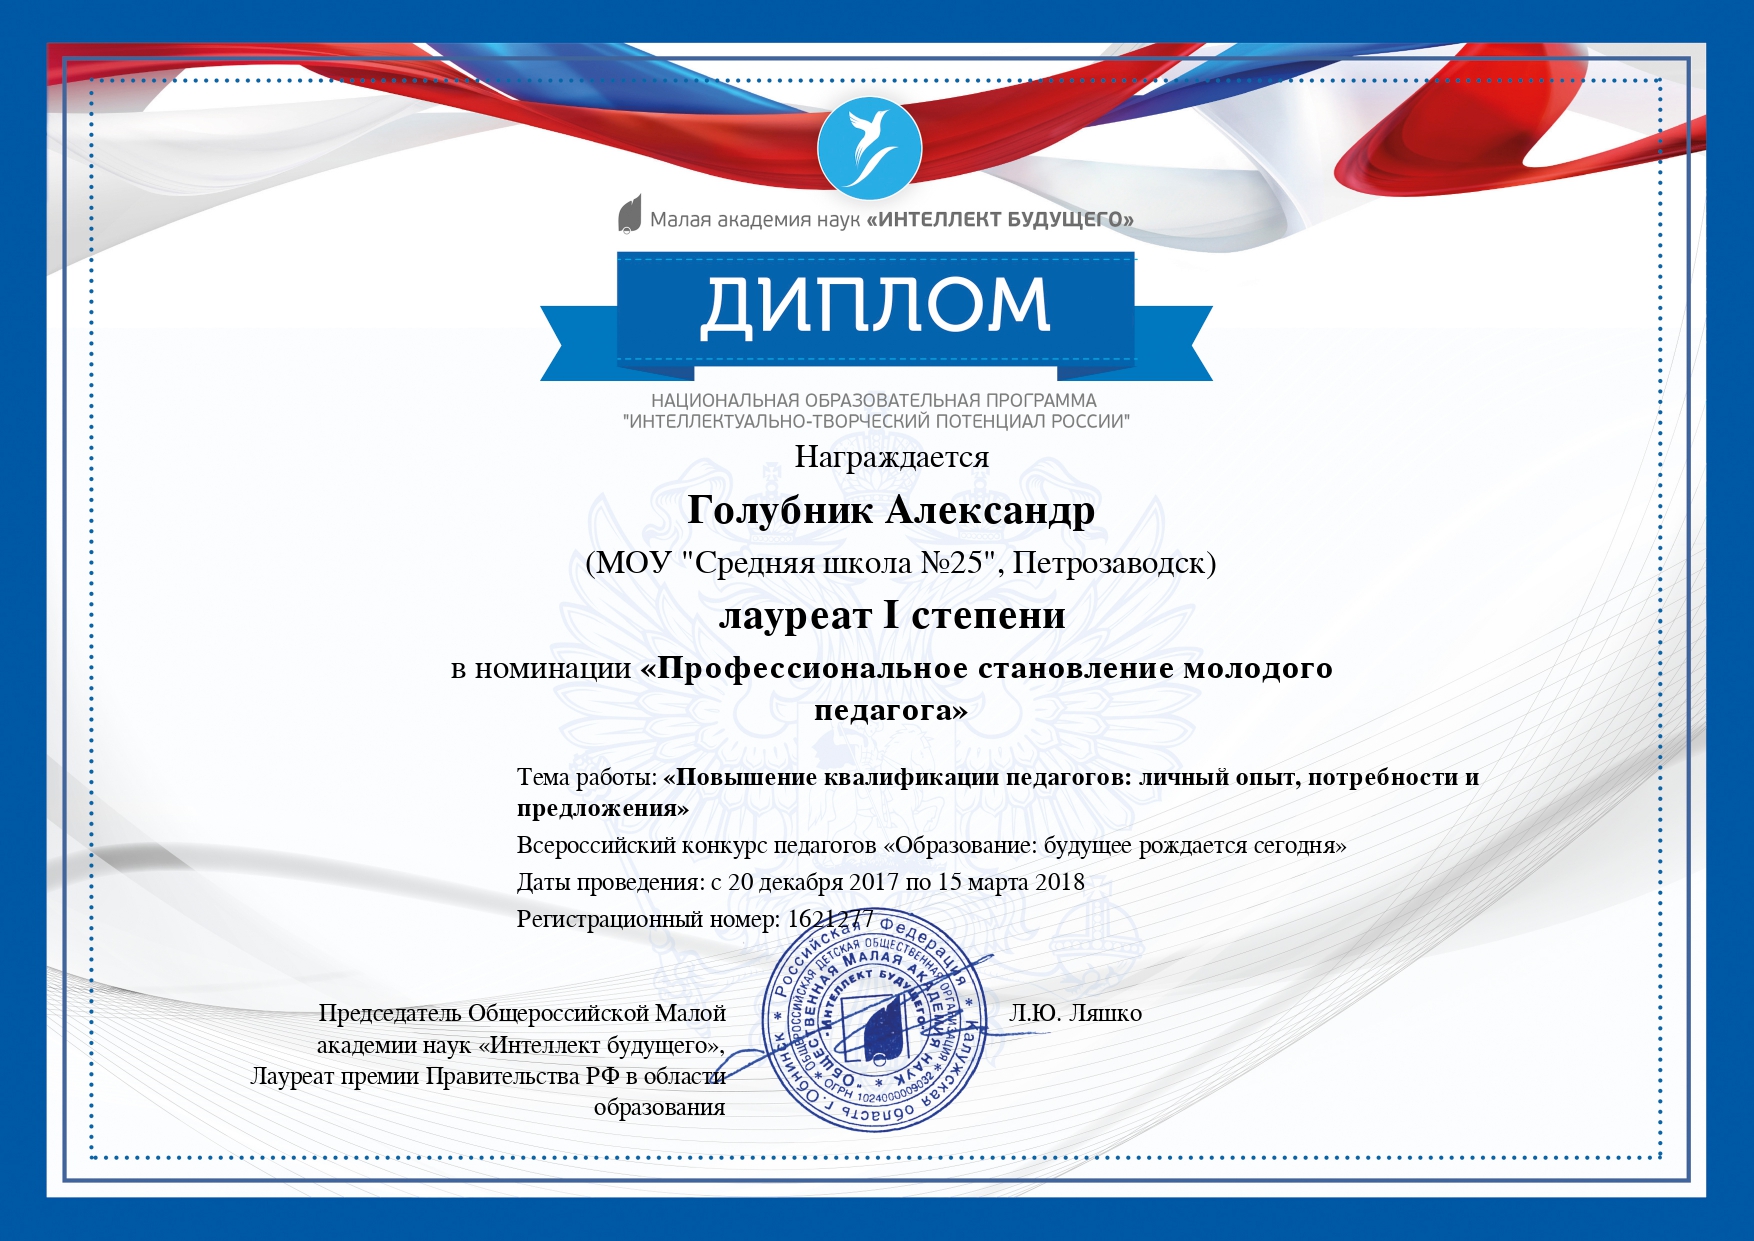 Малая академия наук «ИНТЕЛЛЕКТ БУДУЩЕГО»
ДИПЛОМ
НАЦИОНАЛЬНАЯ ОБРАЗОВАТЕЛЬНАЯ ПРОГРАММА
"ИНТЕЛЛЕКТУАЛЬНО-ТВОРЧЕСКИЙ ПОТЕНЦИАЛ РОССИИ"
Награждается
Голубник Александр
(МОУ "Средняя школа №25", Петрозаводск)
лауреат I степени
в номинации «Профессиональное становление молодого
педагога»
Тема работы: «Повышение квалификации педагогов: личный опыт, потребности и
предложения»
Всероссийский конкурс педагогов «Образование: будущее рождается сегодня»
Даты проведения: с 20 декабря 2017 по 15 марта 2018
Регистрационный номер: 1621277
Председатель Общероссийской Малой
академии наук «Интеллект будущего»,
Лауреат премии Правительства РФ в области
образования
Л.Ю. Ляшко
* Российская Федерация * Калужская область г.Обнинск
ОБЩЕРОССИЙСКАЯ ДЕТСКАЯ ОБЩЕСТВЕННАЯ ОРГАНИЗАЦИЯ * ОГРН 1024000009032 *
"ОБЩЕСТВЕННАЯ МАЛАЯ АКАДЕМИЯ НАУК *
«ИНТЕЛЛЕКТ БУДУЩЕГО»